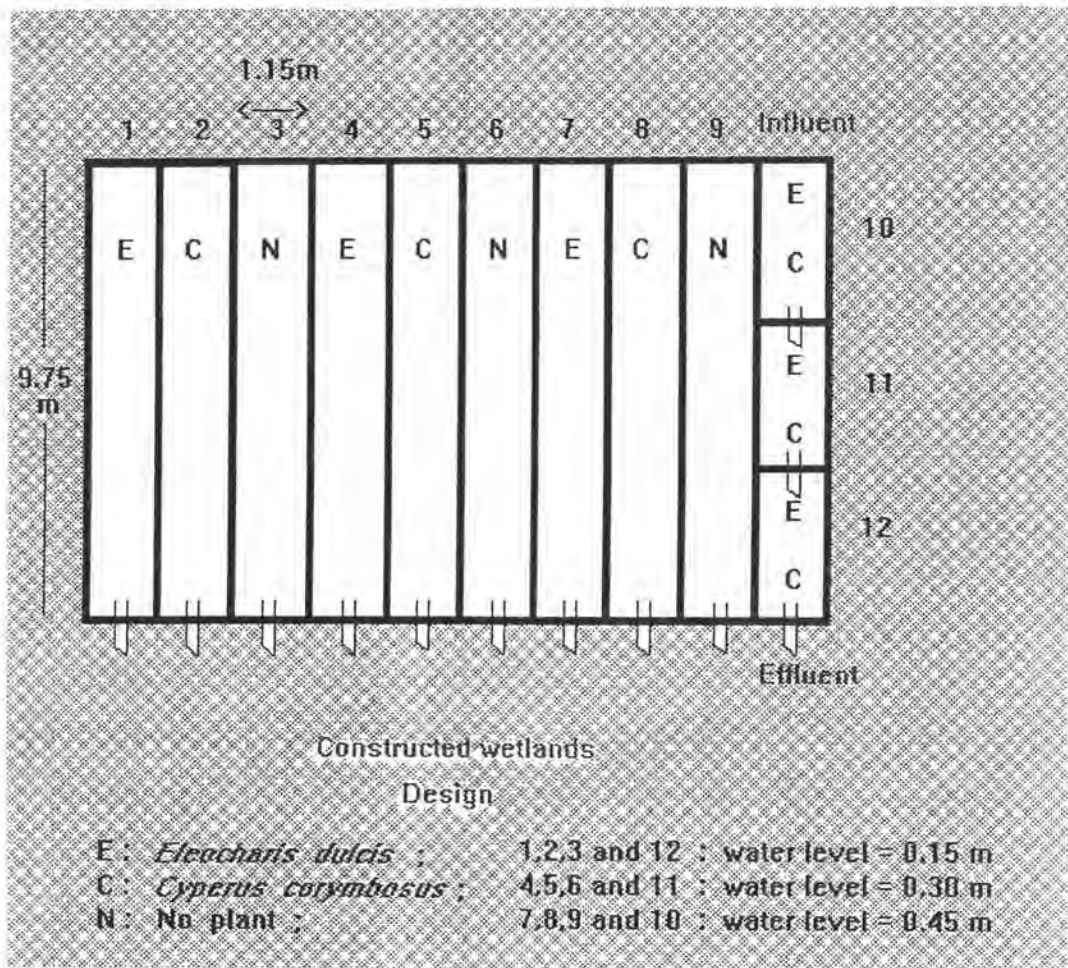 1.15m
1 2 3 4 5 6 7 8 9 Influent
E C N E C N E C N
E
C
10
9.75
m
E
C
11
E
C
12
Effluent
Constructed wetlands
Design
E : Eleocharis dulcis ; 1,2,3 and 12 : water level = 0.15 m
C : Cyperus corymbosus ; 4,5,6 and 11 : water level = 0.30 m
N : No plant ; 7,8,9 and 10 : water level = 0.45 m